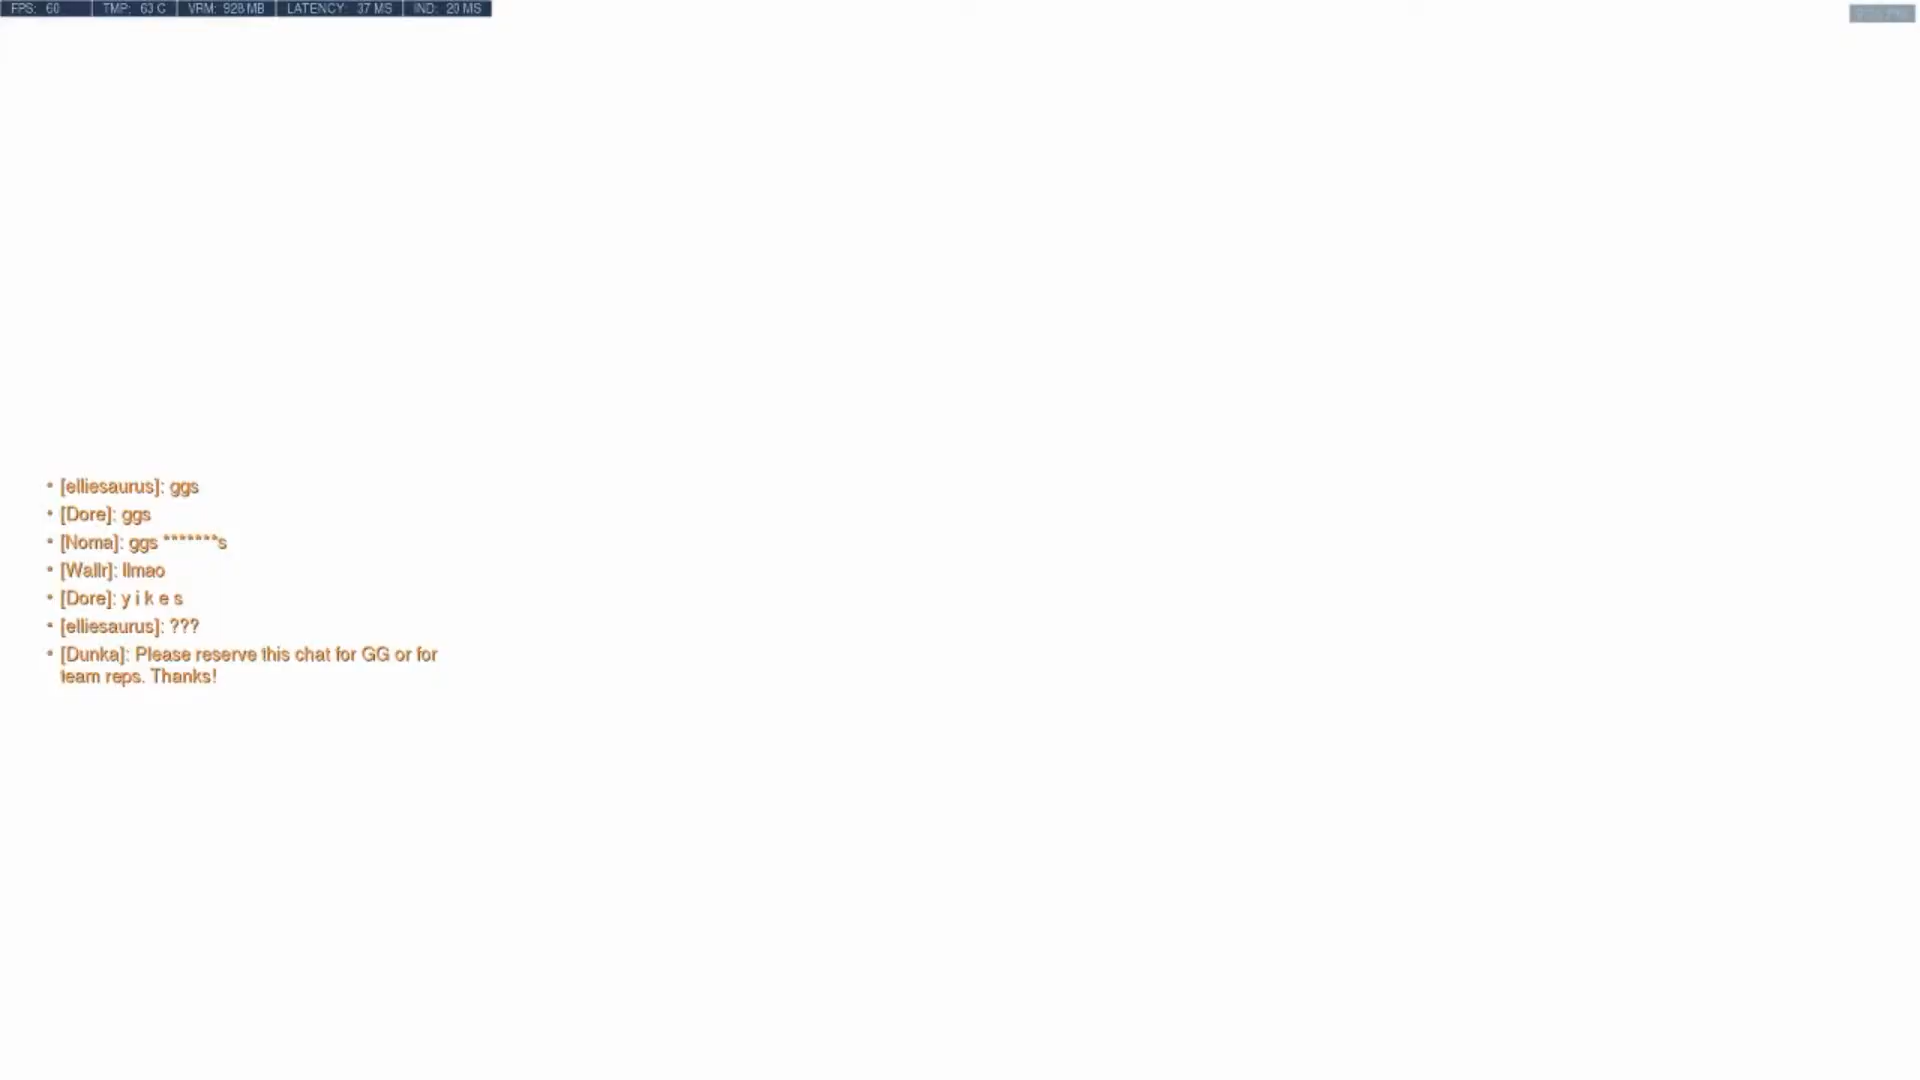 FPS: 60 TMP: 63 C VRM: 928 MB LATENCY: 37 MS IND: 20 MS
• [elliesaurus]: ggs
• [Dore]: ggs
• [Noma]: ggs *******s
• [Wallr]: llmao
• [Dore]: y i k e s
• [elliesaurus]: ???
• [Dunka]: Please reserve this chat for GG or for
team reps. Thanks!